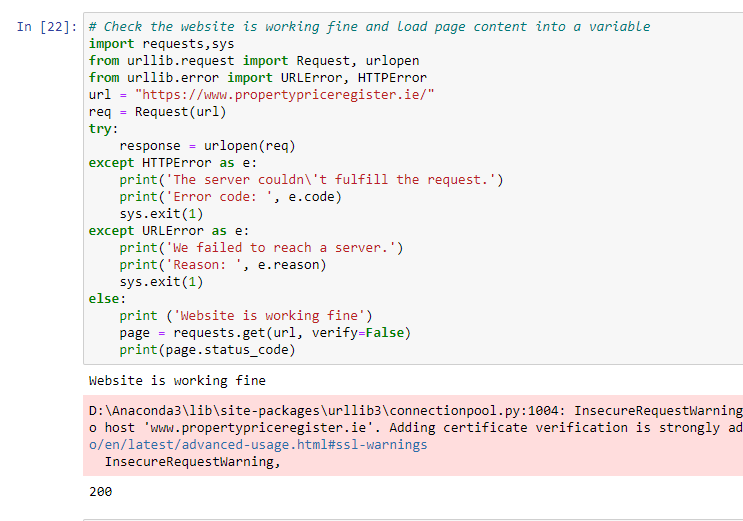 In [22]: # Check the website is working fine and Load page content into a variable
import requests,sys
from urllib.request import Request, urlopen
from urllib.error import URLError, HTTPError
url = "https://www.propertypriceregister.ie/"
req = Request(url)
try:
    response = urlopen(req)
except HTTPError as e:
    print('The server couldn\'t fulfill the request.')
    print('Error code: ', e.code)
    sys.exit(1)
except URLError as e:
    print('We failed to reach a server.')
    print('Reason: ', e.reason)
    sys.exit(1)
else:
    print ('Website is working fine')
    page = requests.get(url, verify=False)
    print(page.status_code)
Website is working fine
D:\Anaconda3\lib\site-packages\urllib3\connectionpool.py:1004: InsecureRequestWarning
o host 'www.propertypriceregister.ie'. Adding certificate verification is strongly ad
o/en/latest/advanced-usage.html#ssl-warnings
  InsecureRequestWarning,
200